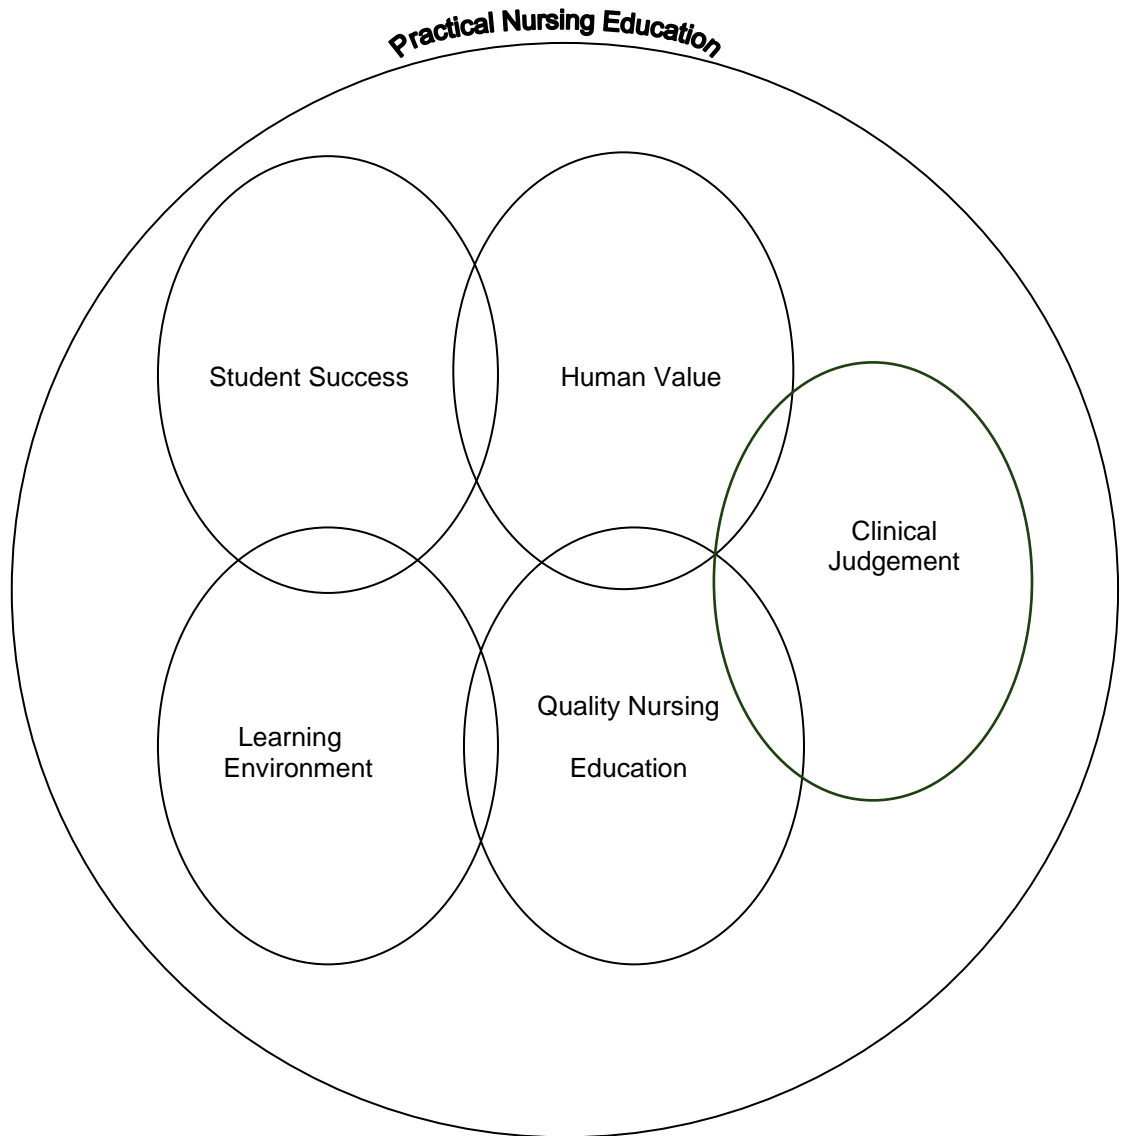 Practical Nursing Education
Student Success
Human Value
Clinical
Judgement
Quality Nursing
Education
Learning
Environment